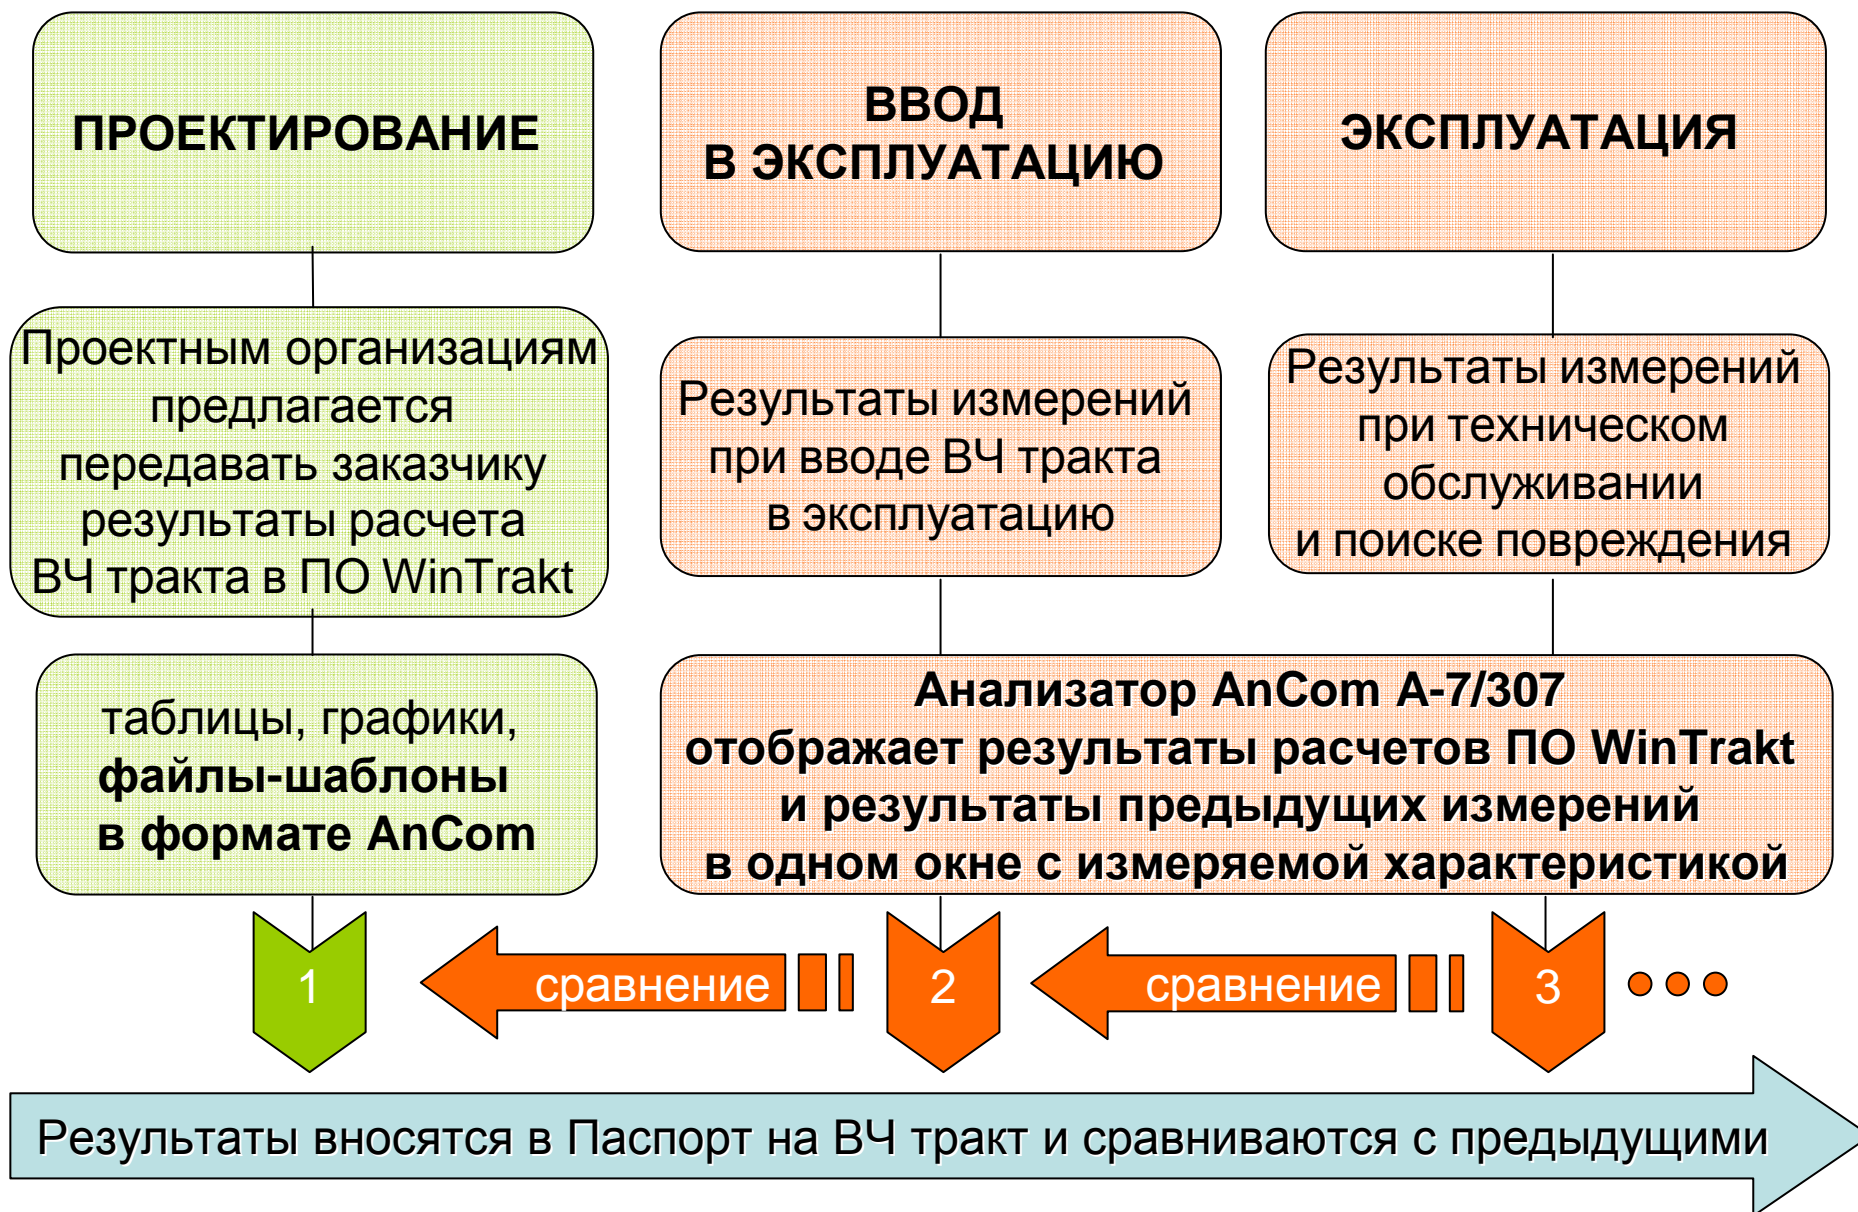 ПРОЕКТИРОВАНИЕ
ВВОД
В ЭКСПЛУАТАЦИЮ
ЭКСПЛУАТАЦИЯ
Проектным организациям
предлагается
передавать заказчику
результаты расчета
ВЧ тракта в ПО WinTrakt
Результаты измерений
при вводе ВЧ тракта
в эксплуатацию
Результаты измерений
при техническом
обслуживании
и поиске повреждения
таблицы, графики,
файлы-шаблоны
в формате AnCom
Анализатор AnCom А-7/307
отображает результаты расчетов ПО WinTrakt
и результаты предыдущих измерений
в одном окне с измеряемой характеристикой
1
сравнение
2
сравнение
3
Результаты вносятся в Паспорт на ВЧ тракт и сравниваются с предыдущими